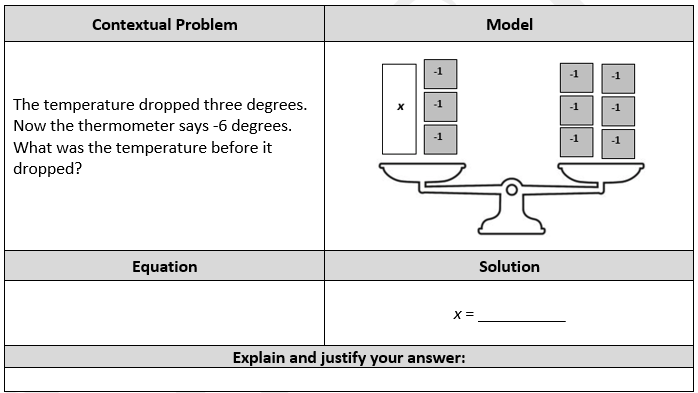 Contextual Problem
Model
The temperature dropped three degrees.
Now the thermometer says -6 degrees.
What was the temperature before it
dropped?
x
-1
-1
-1
-1 -1
-1 -1
-1 -1
Equation
Solution
x = ___________
Explain and justify your answer: